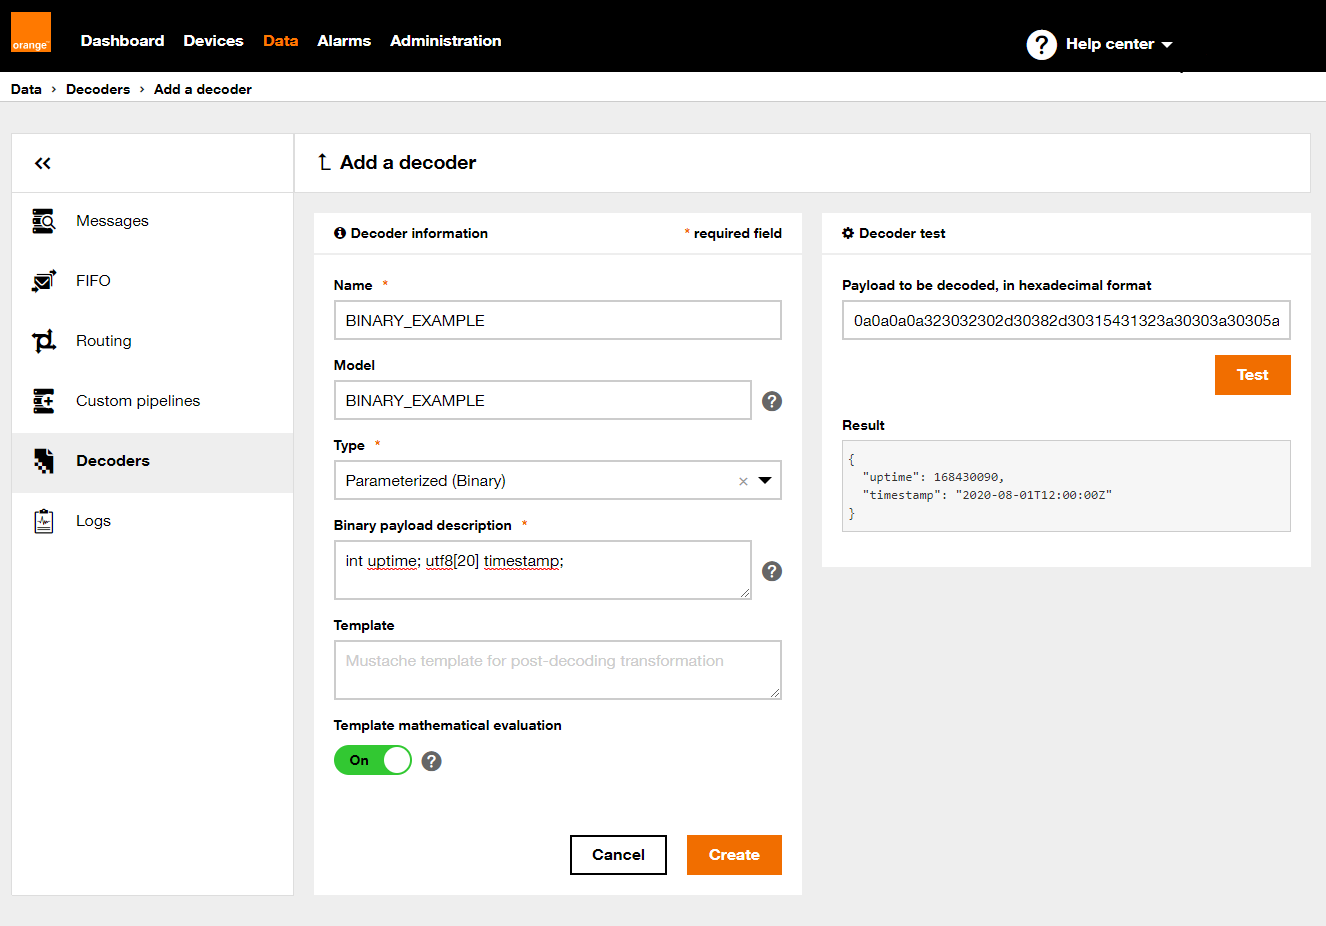 orange™
Dashboard Devices Data Alarms Administration
? Help center
Data › Decoders › Add a decoder
Add a decoder
Messages
FIFO
Routing
Custom pipelines
Decoders
Logs
Decoder information * required field
Name *
BINARY_EXAMPLE
Model
BINARY_EXAMPLE ?
Type *
Parameterized (Binary) ×
Binary payload description *
int uptime; utf8[20] timestamp; ?
Template
Mustache template for post-decoding transformation
Template mathematical evaluation
On ?
Cancel Create
Decoder test
Payload to be decoded, in hexadecimal format
0a0a0a0a323032302d30382d30315431323a30303a30305a
Test
Result
{
"uptime": 168430090,
"timestamp": "2020-08-01T12:00:00Z"
}